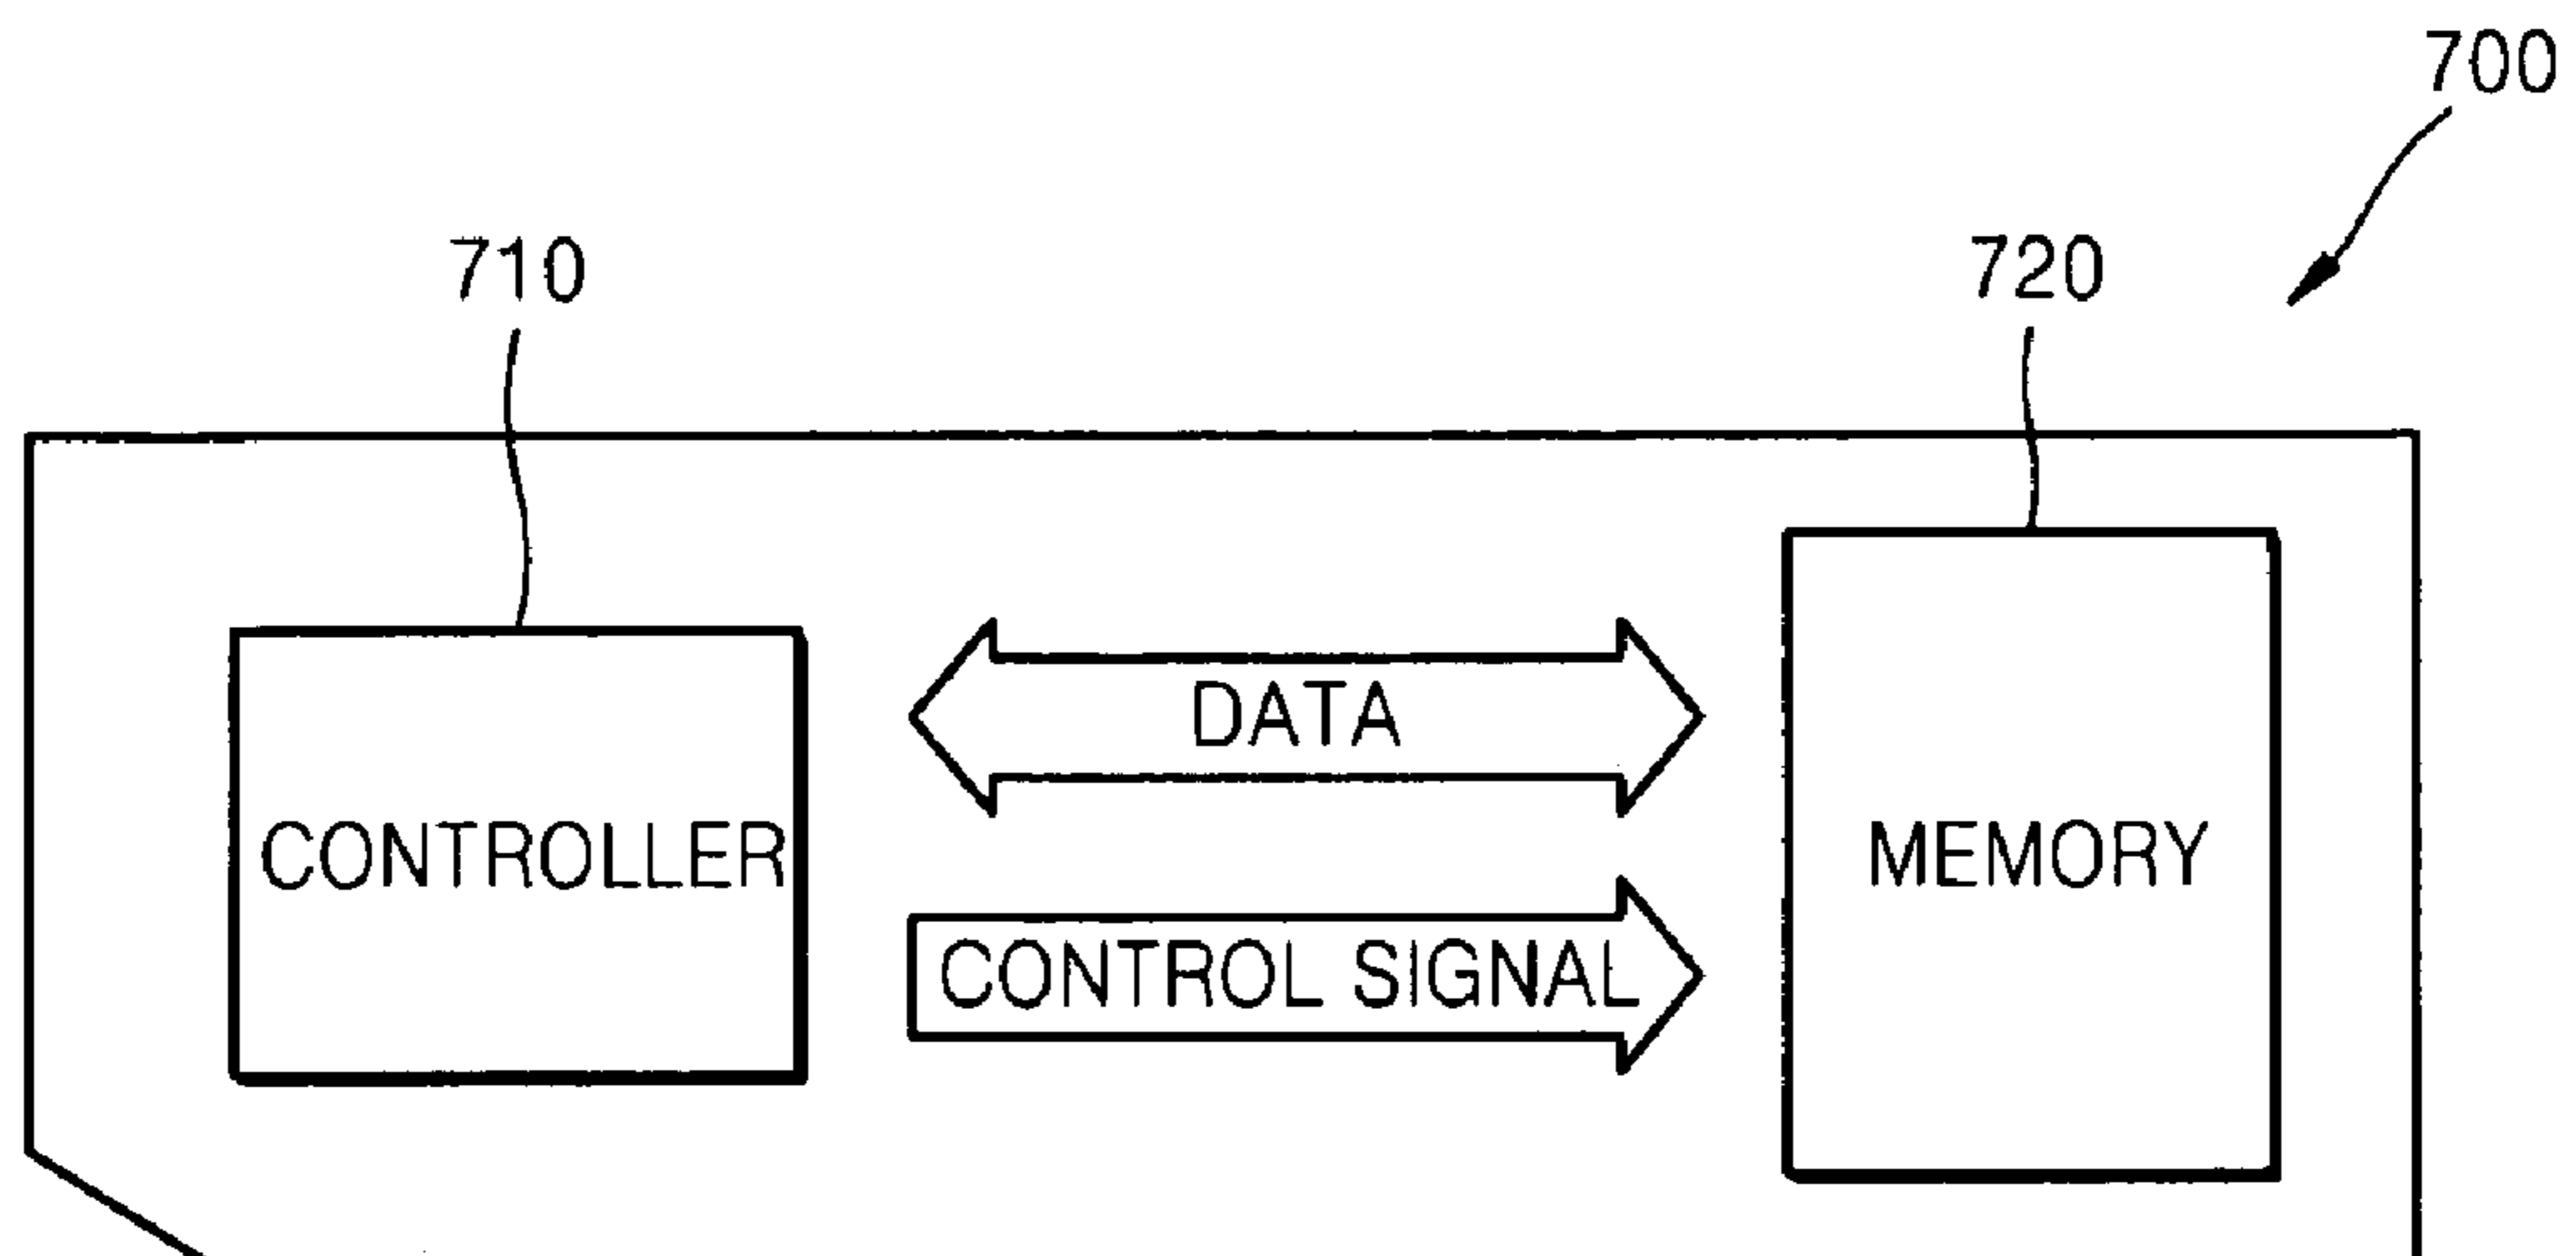 700
710
720
DATA
CONTROLLER
MEMORY
CONTROL SIGNAL